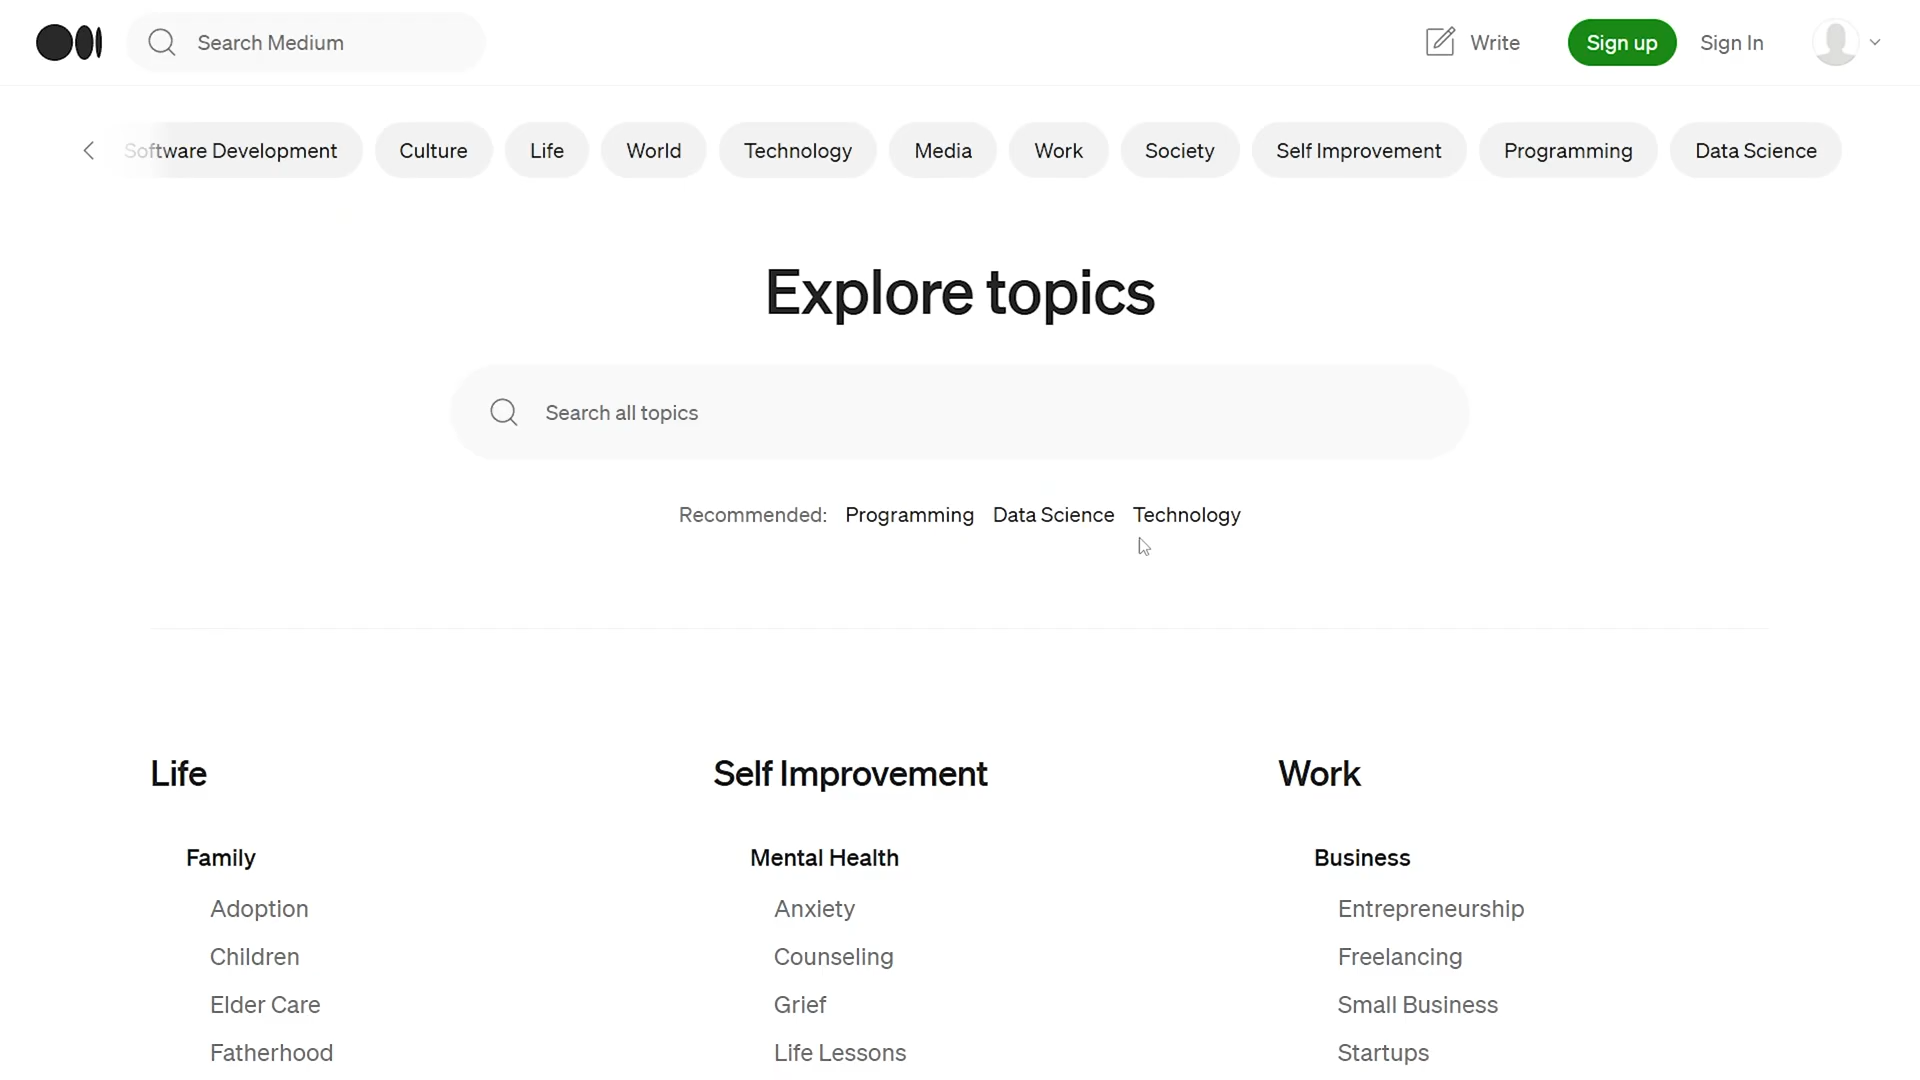 Search Medium
Write
Sign up
Sign In
Software Development
Culture
Life
World
Technology
Media
Work
Society
Self Improvement
Programming
Data Science
Explore topics
Search all topics
Recommended: Programming Data Science Technology
Life
Self Improvement
Work
Family
Mental Health
Business
Adoption
Anxiety
Entrepreneurship
Children
Counseling
Freelancing
Elder Care
Grief
Small Business
Fatherhood
Life Lessons
Startups